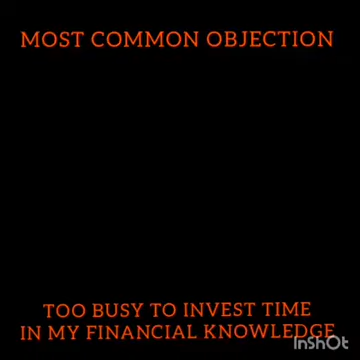 MOST COMMON OBJECTION
TOO BUSY TO INVEST TIME
IN MY FINANCIAL KNOWLEDGE
InShOt